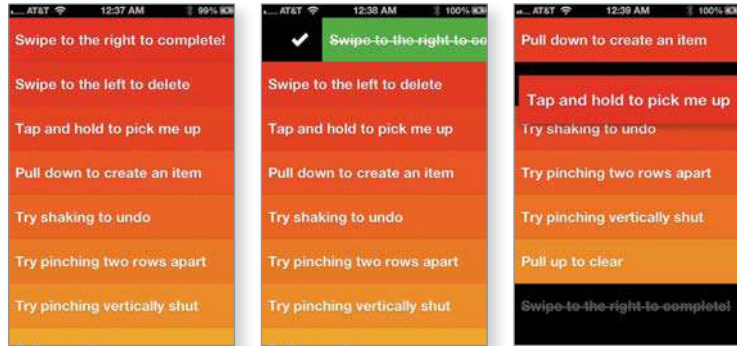 AT&T 12:37 AM 99%
Swipe to the right to complete!
Swipe to the left to delete
Tap and hold to pick me up
Pull down to create an item
Try shaking to undo
Try pinching two rows apart
Try pinching vertically shut
AT&T 12:38 AM 100%
Swipe to the right to co
Swipe to the left to delete
Tap and hold to pick me up
Pull down to create an item
Try shaking to undo
Try pinching two rows apart
Try pinching vertically shut
AT&T 12:39 AM 100%
Pull down to create an item
Tap and hold to pick me up
Try shaking to undo
Try pinching two rows apart
Try pinching vertically shut
Pull up to clear
Swipe to the right to complete!